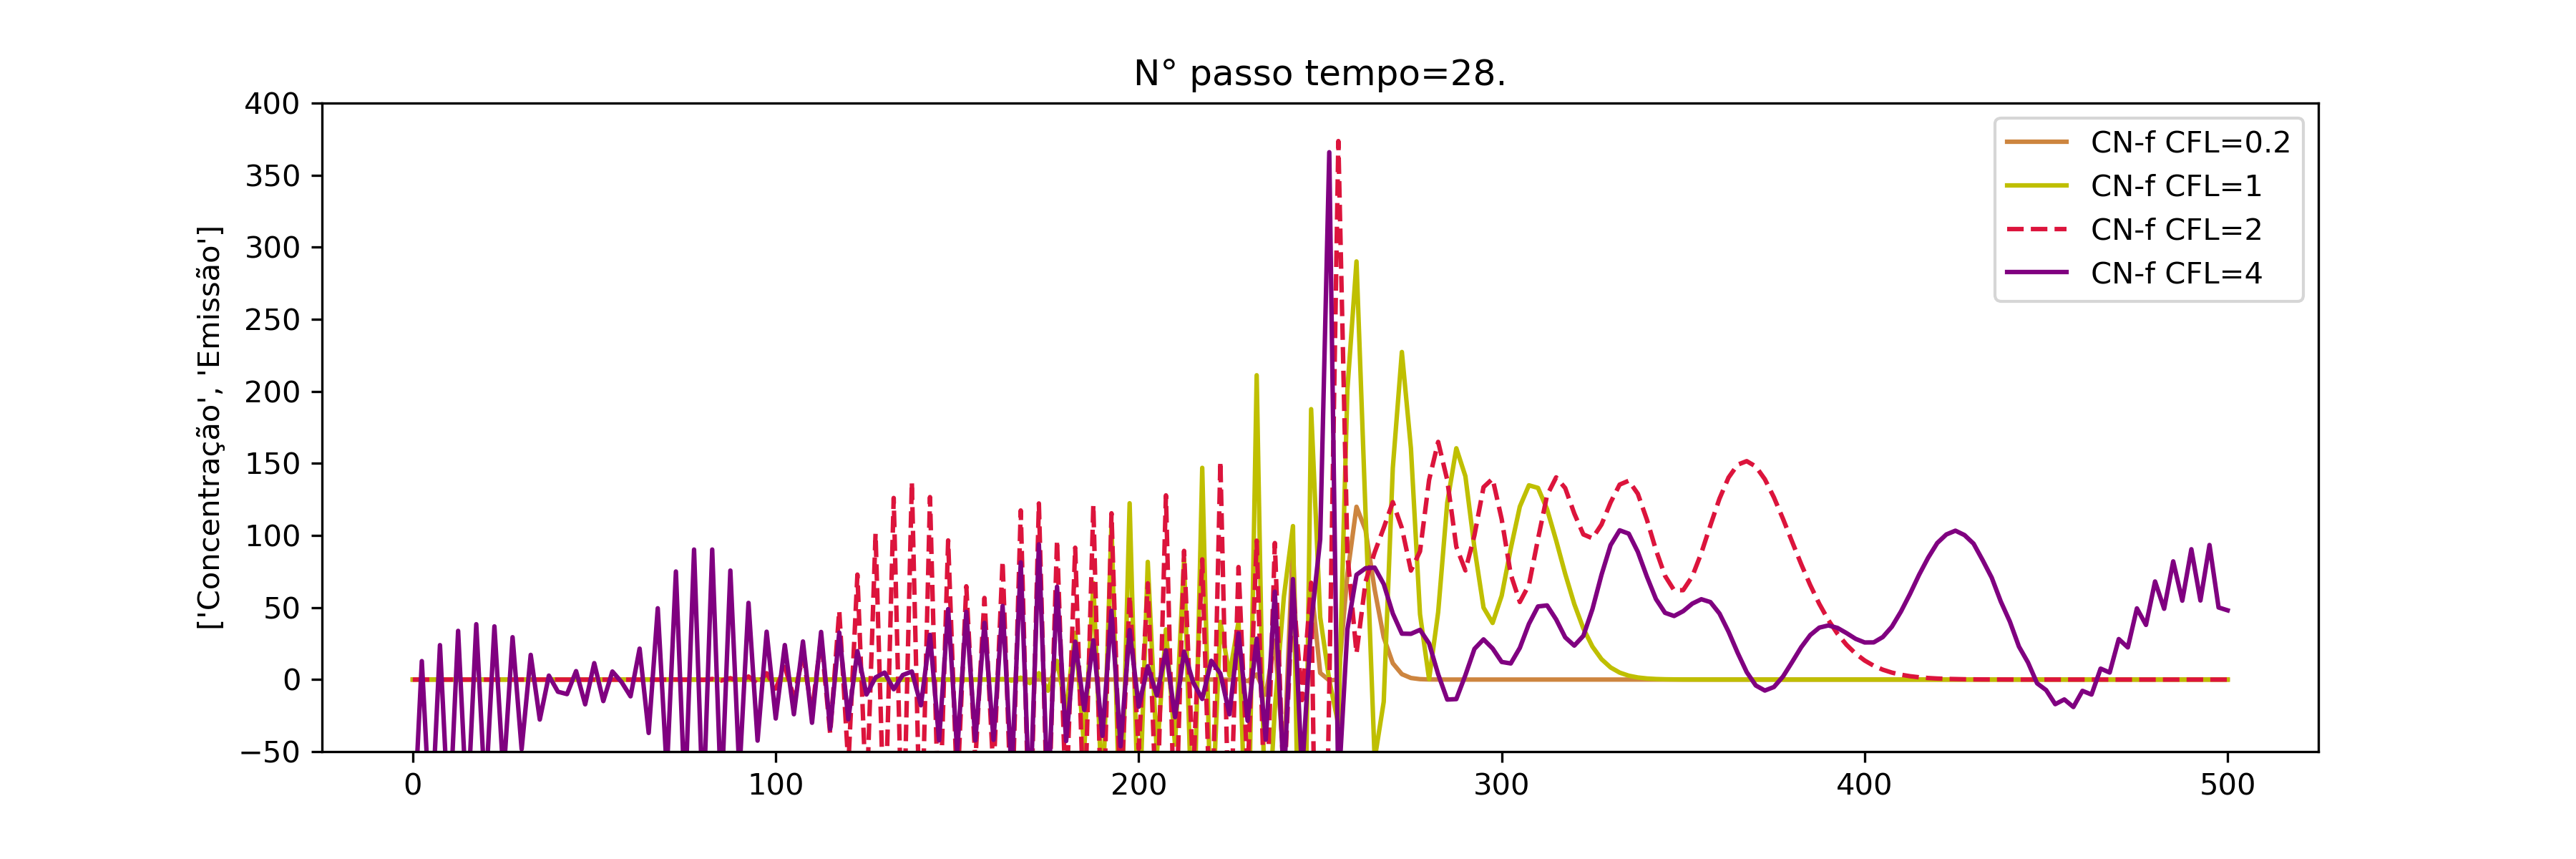 N° passo tempo=28.
['Concentração', 'Emissão']
400
350
300
250
200
150
100
50
0
−50
0 100 200 300 400 500
CN-f CFL=0.2
CN-f CFL=1
CN-f CFL=2
CN-f CFL=4